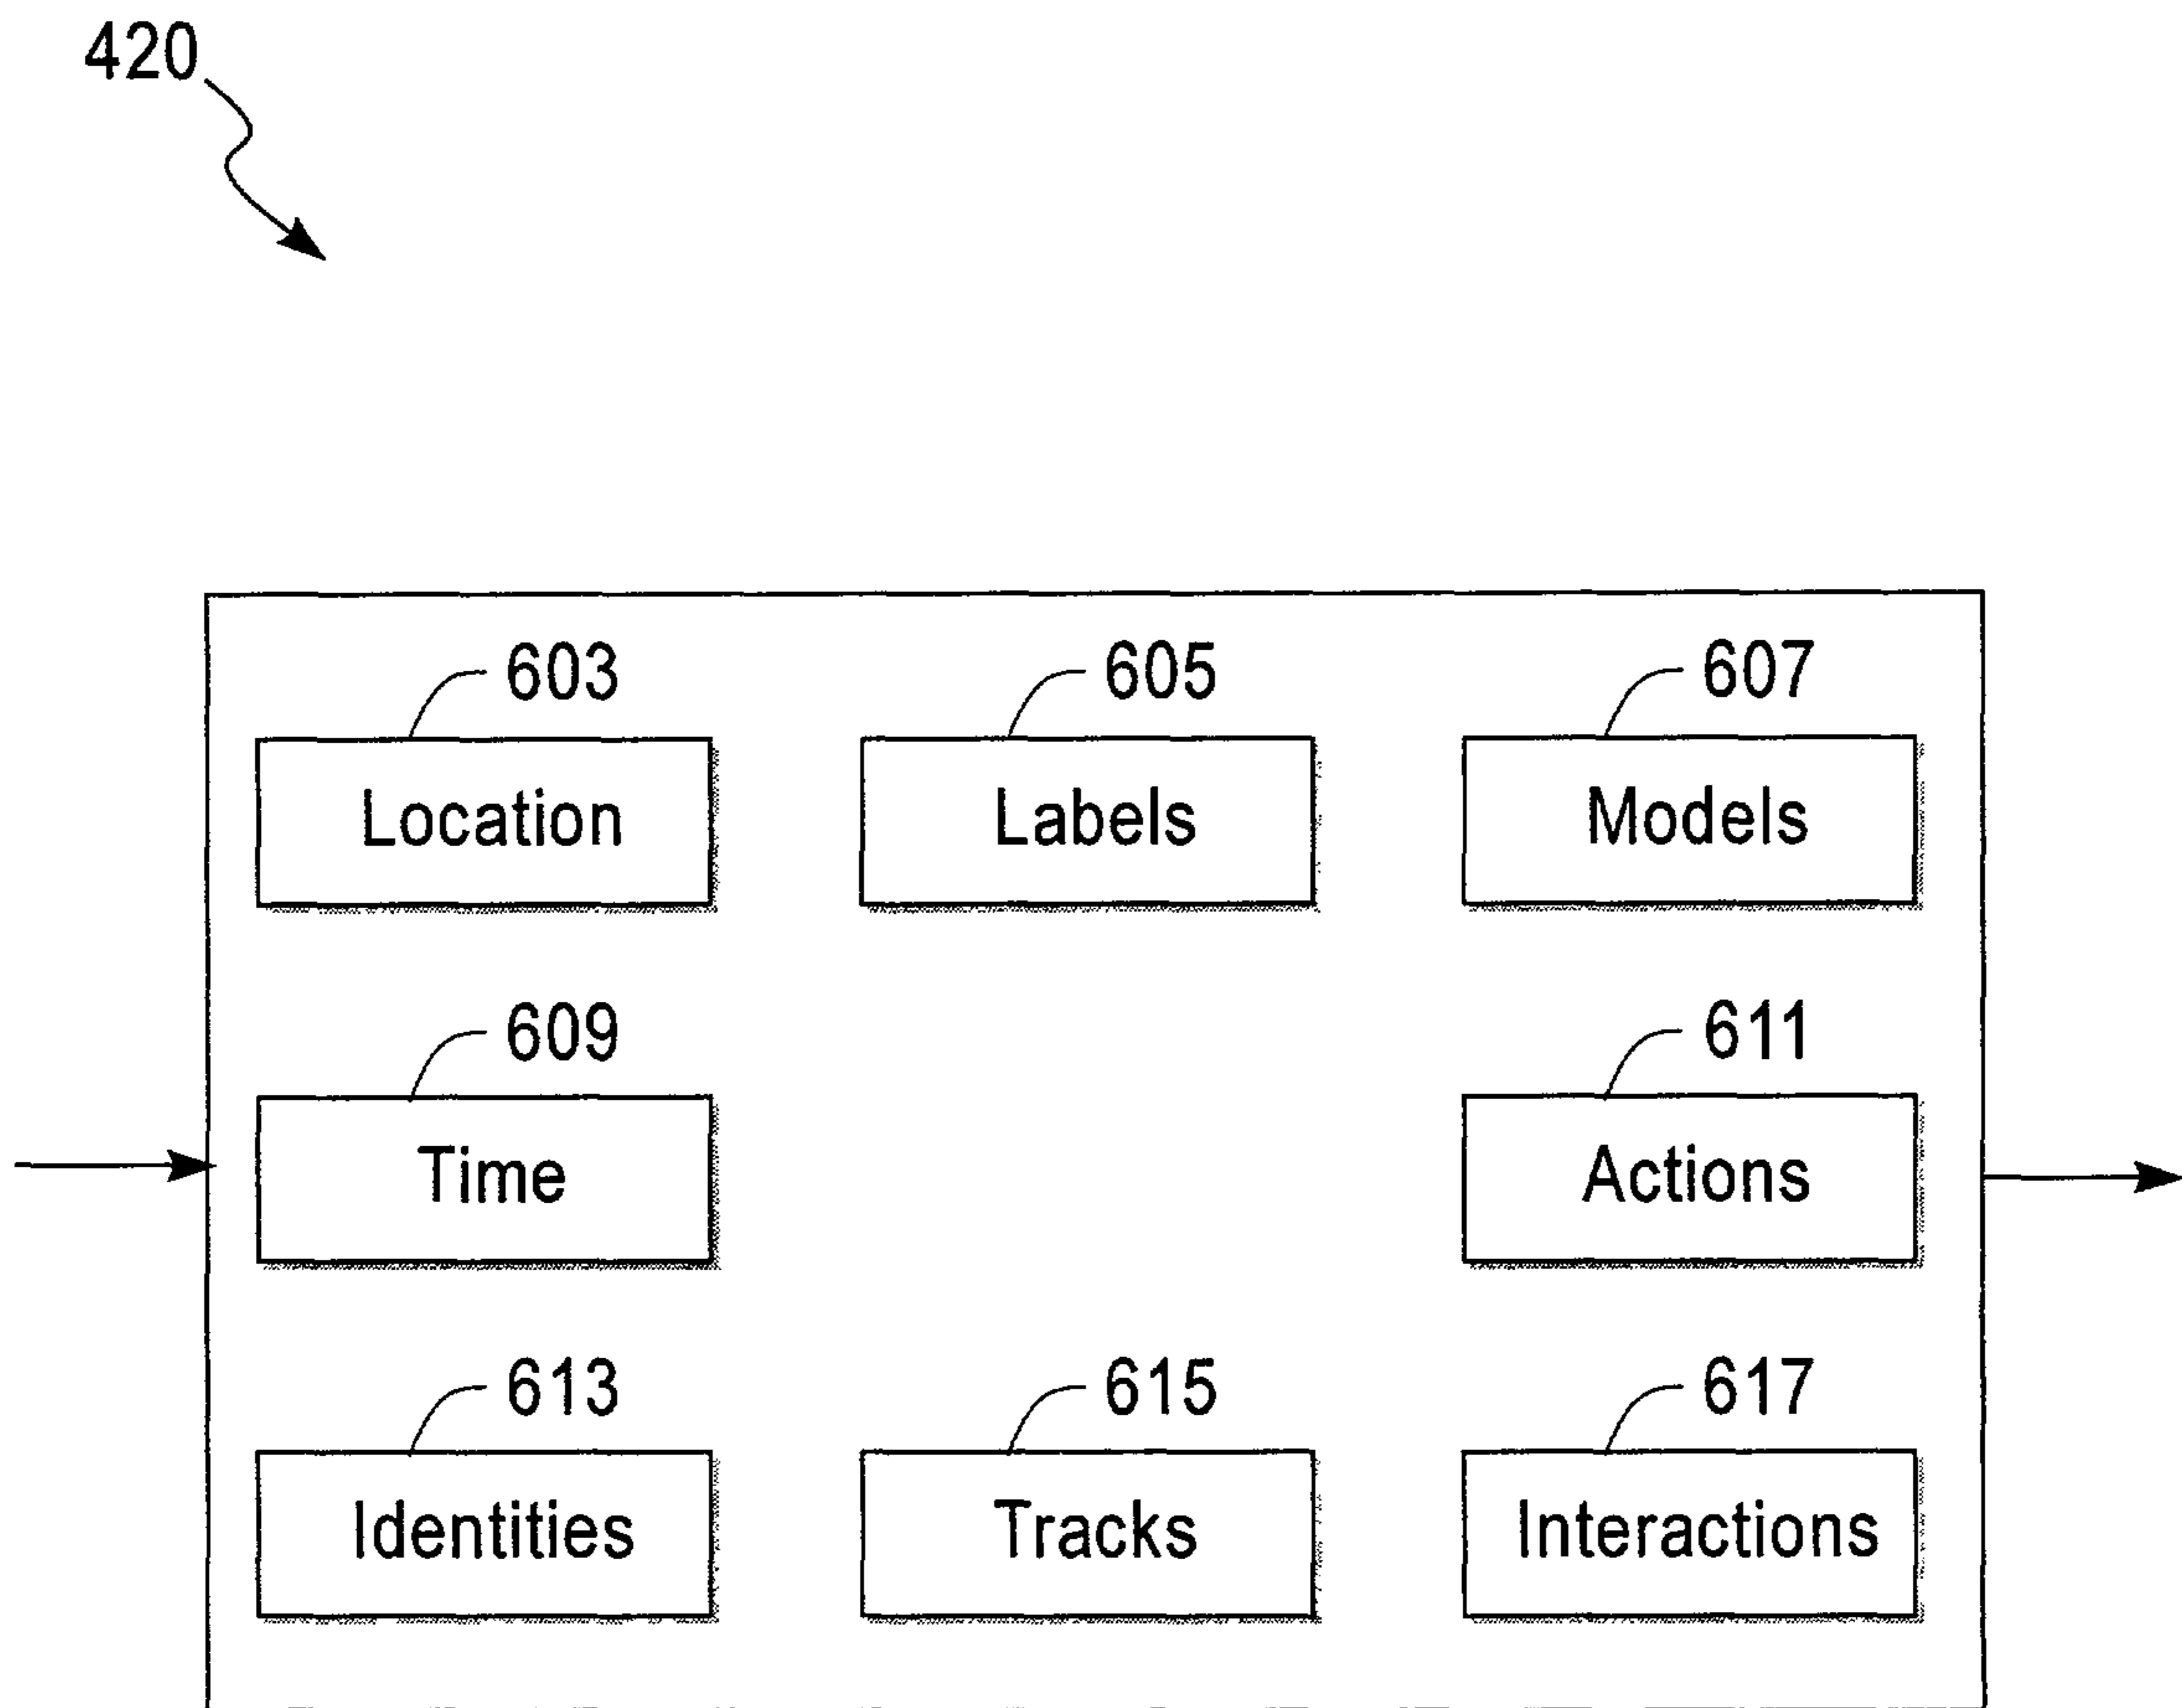 420
603 605 607
Location Labels Models
609 611
Time Actions
613 615 617
Identities Tracks Interactions